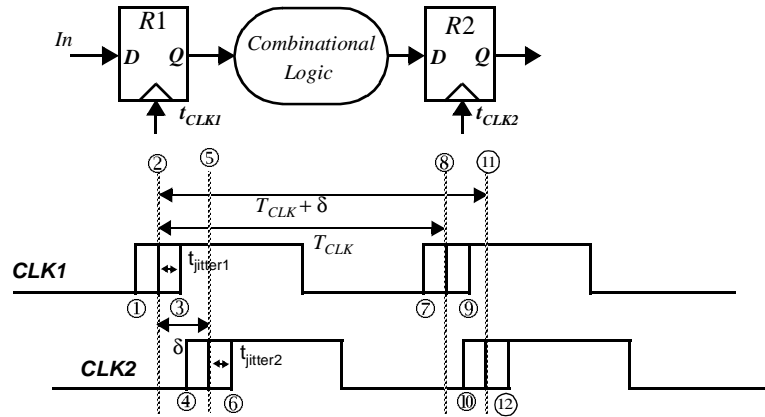 R1
R2
In
D Q
Combinational
Logic
D Q
t_CLK1
t_CLK2
② ⑤ ⑧ ⑪
T_CLK + δ
T_CLK
CLK1
t_jitter1
① ③ ⑦ ⑨
δ
CLK2
t_jitter2
④ ⑥ ⑩ ⑫